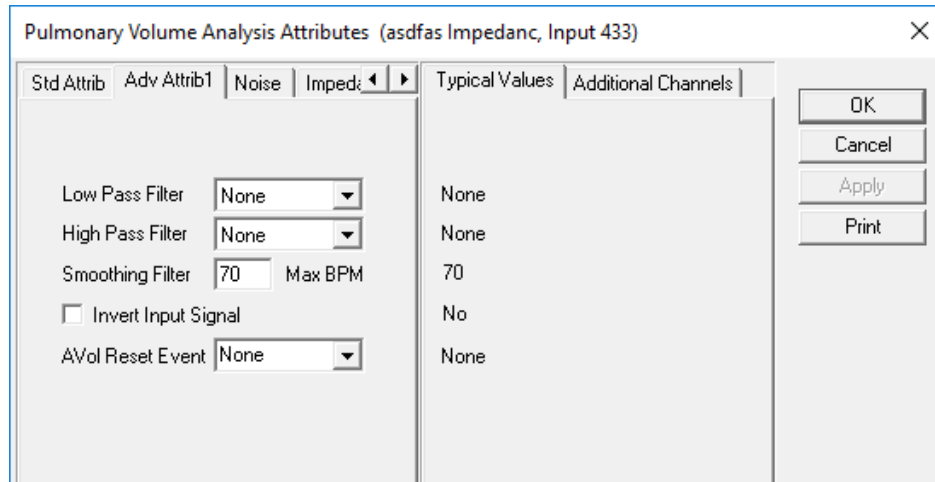 Pulmonary Volume Analysis Attributes (asdfas Impedanc, Input 433)
Std Attrib Adv Attrib1 Noise Impeda
Typical Values Additional Channels
OK
Cancel
Apply
Print
Low Pass Filter None None
High Pass Filter None None
Smoothing Filter 70 Max BPM 70
Invert Input Signal No
AVol Reset Event None None